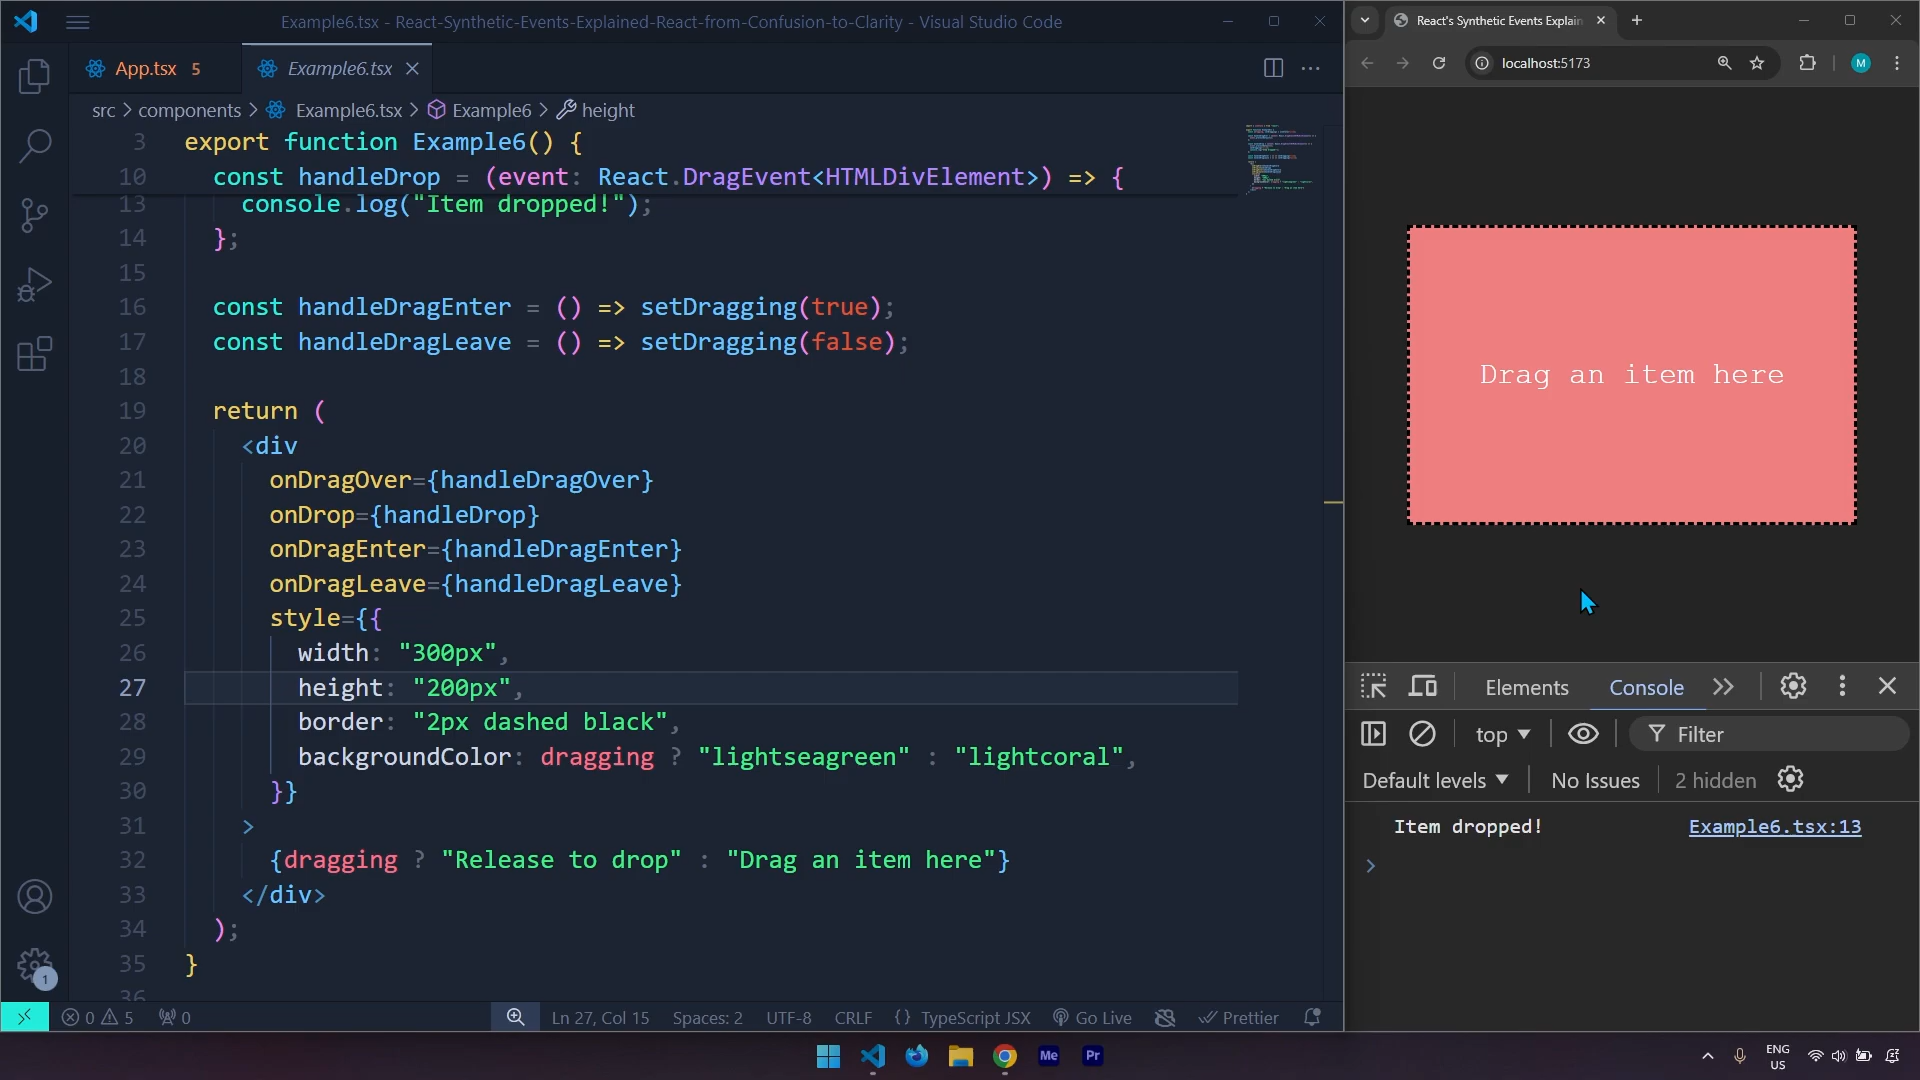 Example6.tsx - React-Synthetic-Events-Explained-React-from-Confusion-to-Clarity - Visual Studio Code
App.tsx 5
Example6.tsx
src > components > Example6.tsx > Example6 > height
3 export function Example6() {
10 const handleDrop = (event: React.DragEvent<HTMLDivElement>) => {
13 console.log("Item dropped!");
14 };
15
16 const handleDragEnter = () => setDragging(true);
17 const handleDragLeave = () => setDragging(false);
18
19 return (
20 <div
21 onDragOver={handleDragOver}
22 onDrop={handleDrop}
23 onDragEnter={handleDragEnter}
24 onDragLeave={handleDragLeave}
25 style={{
26 width: "300px",
27 height: "200px",
28 border: "2px dashed black",
29 backgroundColor: dragging ? "lightseagreen" : "lightcoral",
30 }}
31 >
32 {dragging ? "Release to drop" : "Drag an item here"}
33 </div>
34 );
35 }
36
1
0 5 0
Ln 27, Col 15 Spaces: 2 UTF-8 CRLF {} TypeScript JSX Go Live Prettier
React's Synthetic Events Explain
localhost:5173
M
Drag an item here
Elements Console
top
Filter
Default levels
No Issues
2 hidden
Item dropped! Example6.tsx:13
Me
Pr
ENG
US